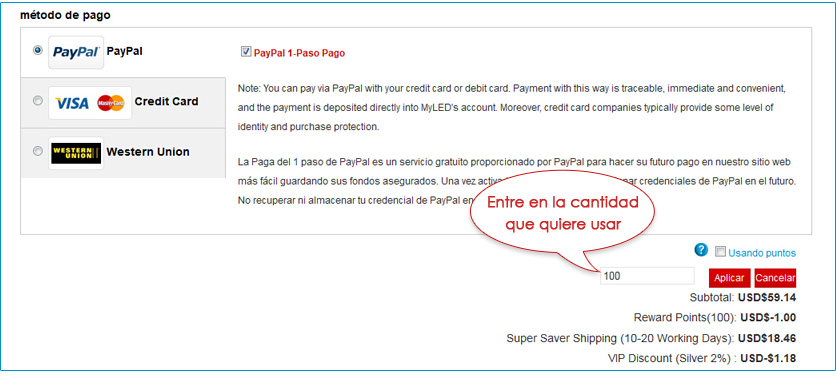 método de pago
PayPal PayPal
PayPal 1-Paso Pago
VISA MasterCard Credit Card
WESTERN UNION Western Union
Note: You can pay via PayPal with your credit card or debit card. Payment with this way is traceable, immediate and convenient,
and the payment is deposited directly into MyLED's account. Moreover, credit card companies typically provide some level of
identity and purchase protection.
La Paga del 1 paso de PayPal es un servicio gratuito proporcionado por PayPal para hacer su futuro pago en nuestro sitio web
más fácil guardando sus fondos asegurados. Una vez activ nar credenciales de PayPal en el futuro.
No recuperar ni almacenar tu credencial de PayPal en
Entre en la cantidad
que quiere usar
? Usando puntos
100 Aplicar Cancelar
Subtotal: USD$59.14
Reward Points(100): USD$-1.00
Super Saver Shipping (10-20 Working Days): USD$18.46
VIP Discount (Silver 2%) : USD-$1.18